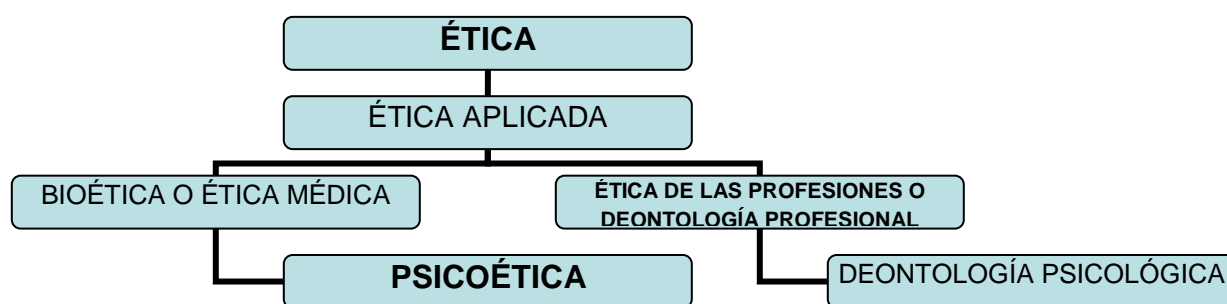 ÉTICA
ÉTICA APLICADA
BIOÉTICA O ÉTICA MÉDICA
ÉTICA DE LAS PROFESIONES O
DEONTOLOGÍA PROFESIONAL
PSICOÉTICA
DEONTOLOGÍA PSICOLÓGICA